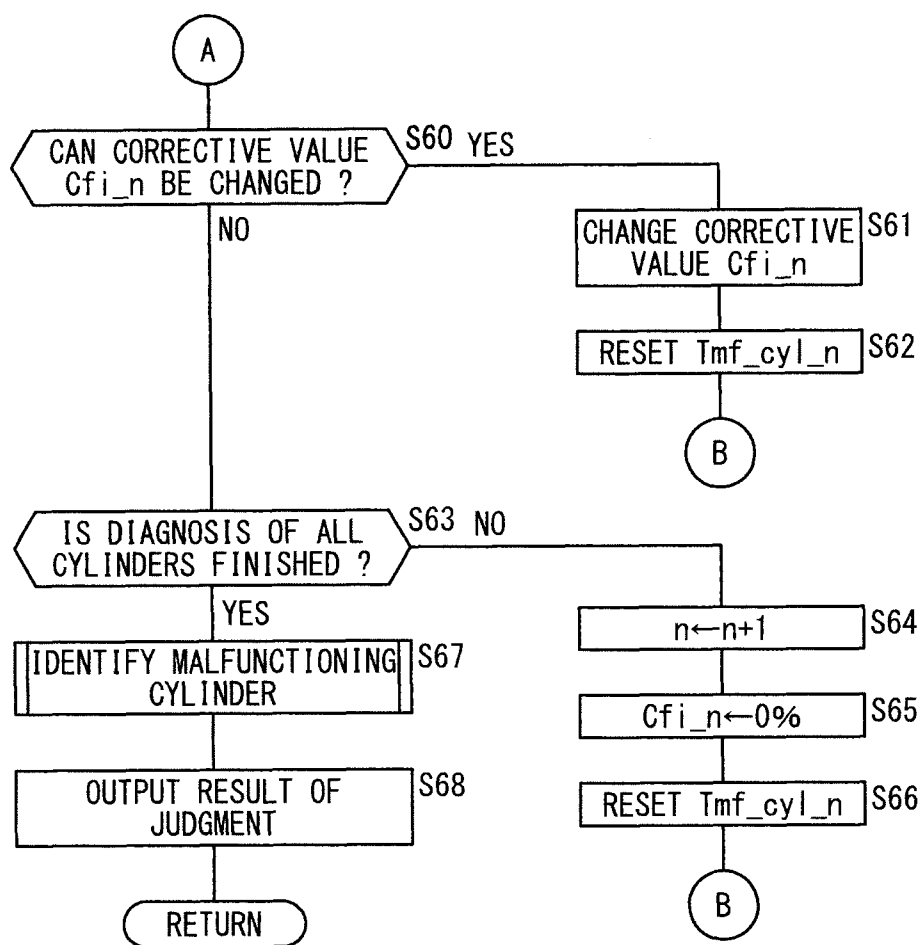 A
CAN CORRECTIVE VALUE
Cfi_n BE CHANGED ?
S60
YES
NO
CHANGE CORRECTIVE
VALUE Cfi_n
S61
RESET Tmf_cyl_n
S62
B
IS DIAGNOSIS OF ALL
CYLINDERS FINISHED ?
S63
NO
YES
n←n+1
S64
IDENTIFY MALFUNCTIONING
CYLINDER
S67
Cfi_n←0%
S65
OUTPUT RESULT OF
JUDGMENT
S68
RESET Tmf_cyl_n
S66
RETURN
B